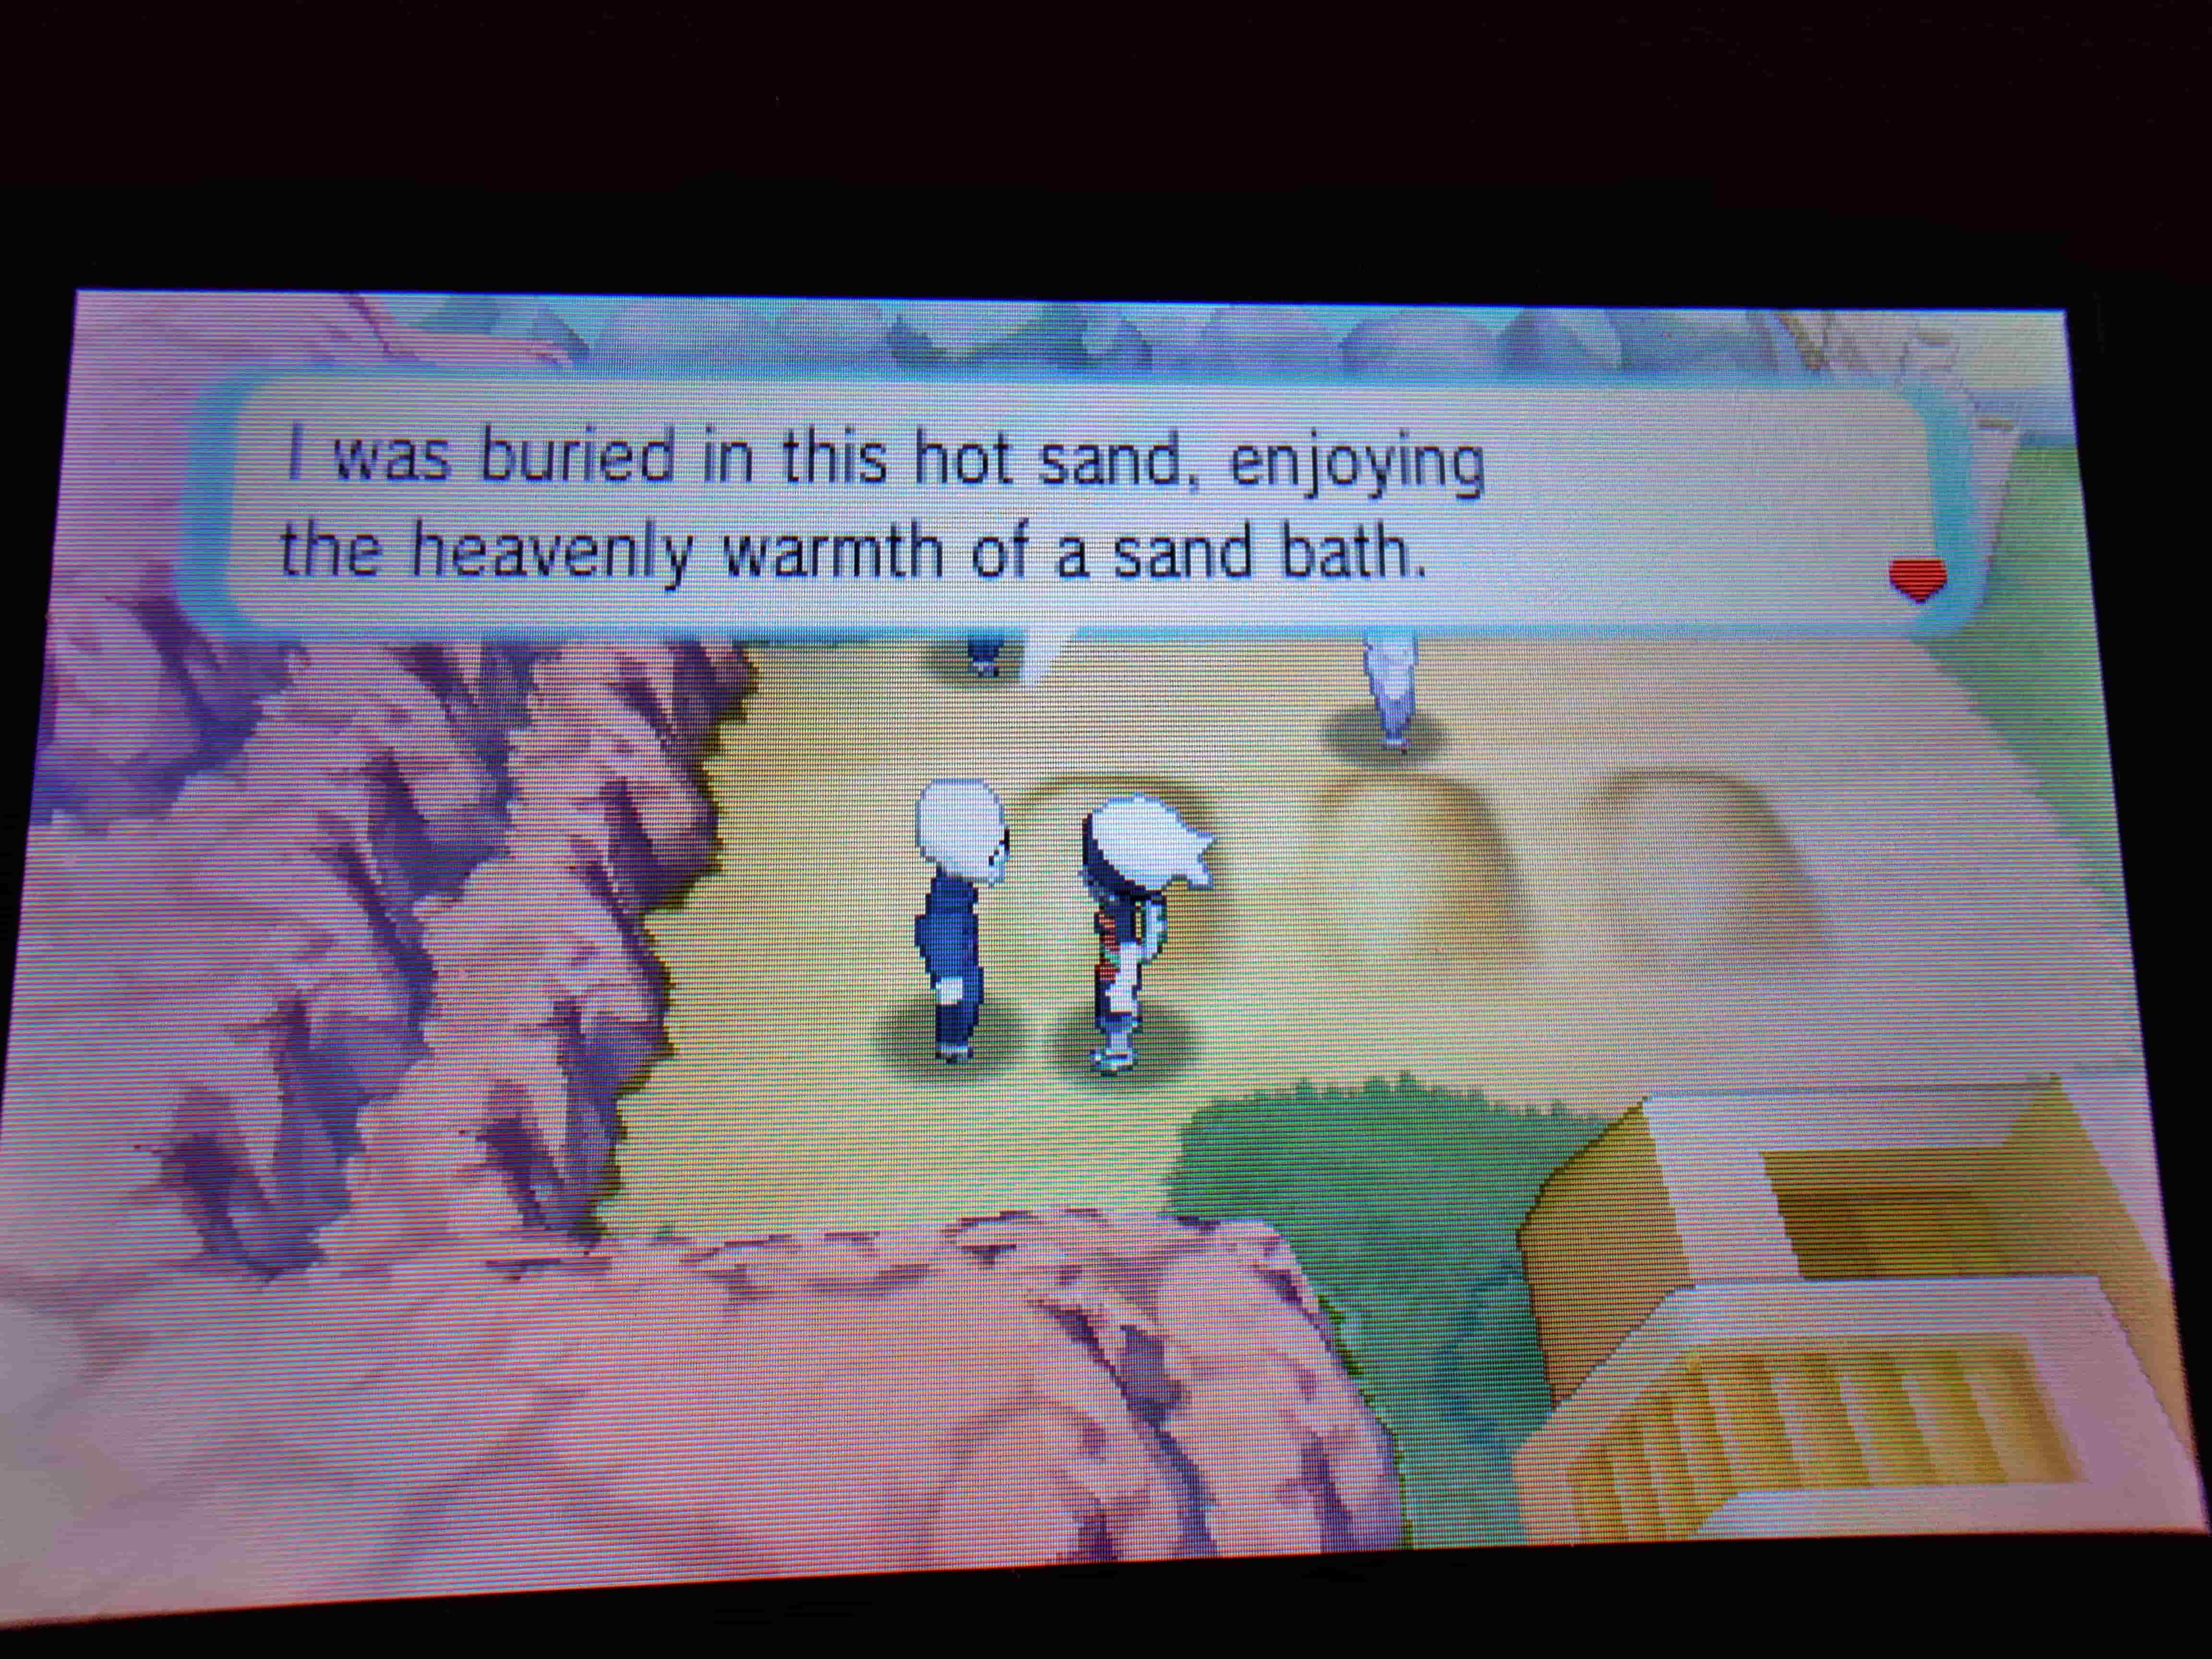 I was buried in this hot sand, enjoying
the heavenly warmth of a sand bath.